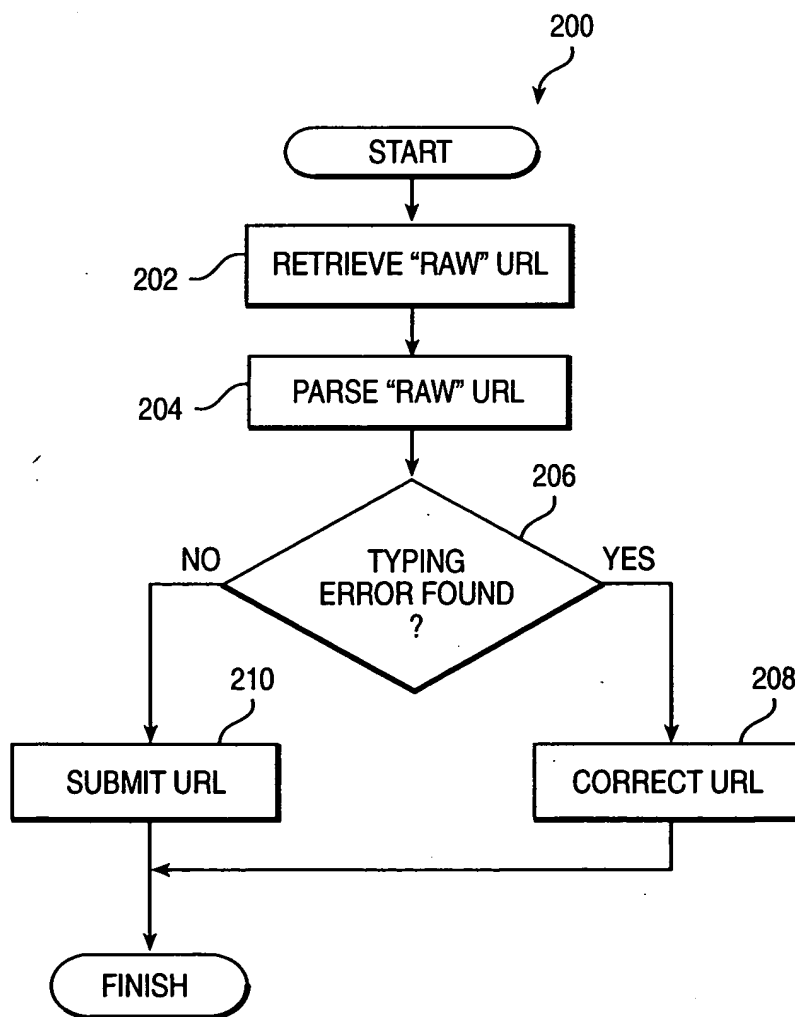 200
START
202
RETRIEVE “RAW” URL
204
PARSE “RAW” URL
206
NO
YES
TYPING
ERROR FOUND
?
210
208
SUBMIT URL
CORRECT URL
FINISH